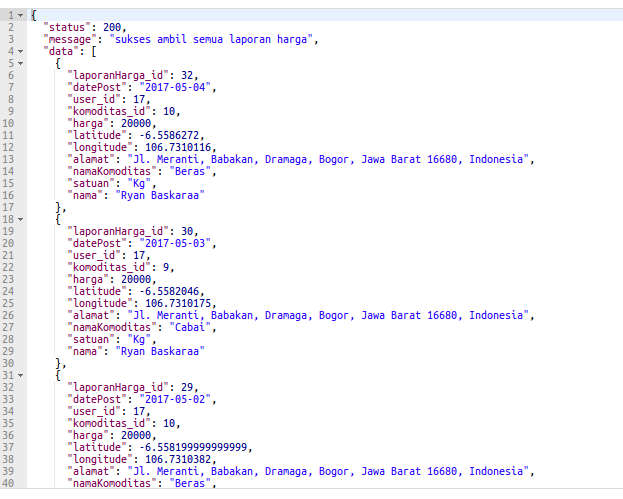 1 {
2 "status": 200,
3 "message": "sukses ambil semua laporan harga",
4 "data": [
5 {
6 "laporanHarga_id": 32,
7 "datePost": "2017-05-04",
8 "user_id": 17,
9 "komoditas_id": 10,
10 "harga": 20000,
11 "latitude": -6.5586272,
12 "longitude": 106.7310116,
13 "alamat": "Jl. Meranti, Babakan, Dramaga, Bogor, Jawa Barat 16680, Indonesia",
14 "namaKomoditas": "Beras",
15 "satuan": "Kg",
16 "nama": "Ryan Baskaraa"
17 },
18 {
19 "laporanHarga_id": 30,
20 "datePost": "2017-05-03",
21 "user_id": 17,
22 "komoditas_id": 9,
23 "harga": 20000,
24 "latitude": -6.5582046,
25 "longitude": 106.7310175,
26 "alamat": "Jl. Meranti, Babakan, Dramaga, Bogor, Jawa Barat 16680, Indonesia",
27 "namaKomoditas": "Cabai",
28 "satuan": "Kg",
29 "nama": "Ryan Baskaraa"
30 },
31 {
32 "laporanHarga_id": 29,
33 "datePost": "2017-05-02",
34 "user_id": 17,
35 "komoditas_id": 10,
36 "harga": 20000,
37 "latitude": -6.558199999999999,
38 "longitude": 106.7310382,
39 "alamat": "Jl. Meranti, Babakan, Dramaga, Bogor, Jawa Barat 16680, Indonesia",
40 "namaKomoditas": "Beras",